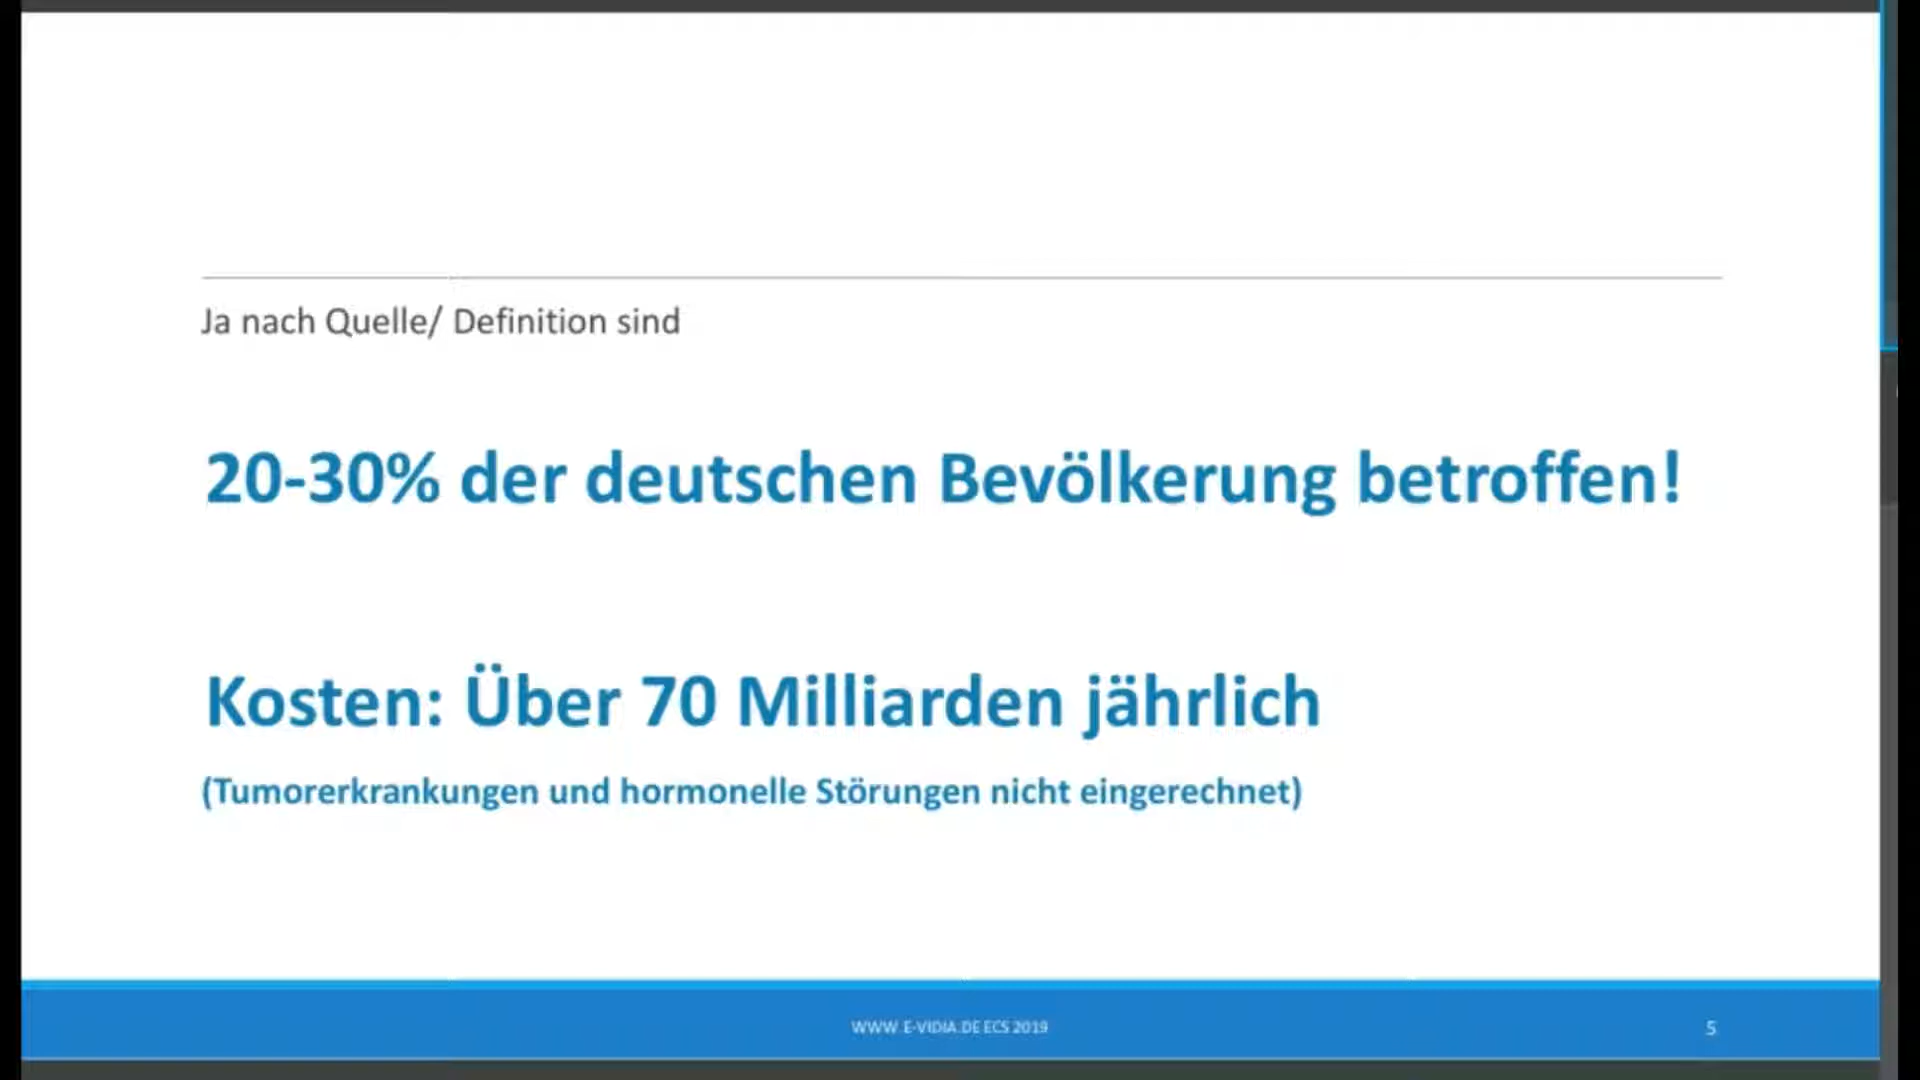 Ja nach Quelle/ Definition sind
20-30% der deutschen Bevölkerung betroffen!
Kosten: Über 70 Milliarden jährlich
(Tumorerkrankungen und hormonelle Störungen nicht eingerechnet)
WWW.E-VIDIA.DE ECS 2019
5